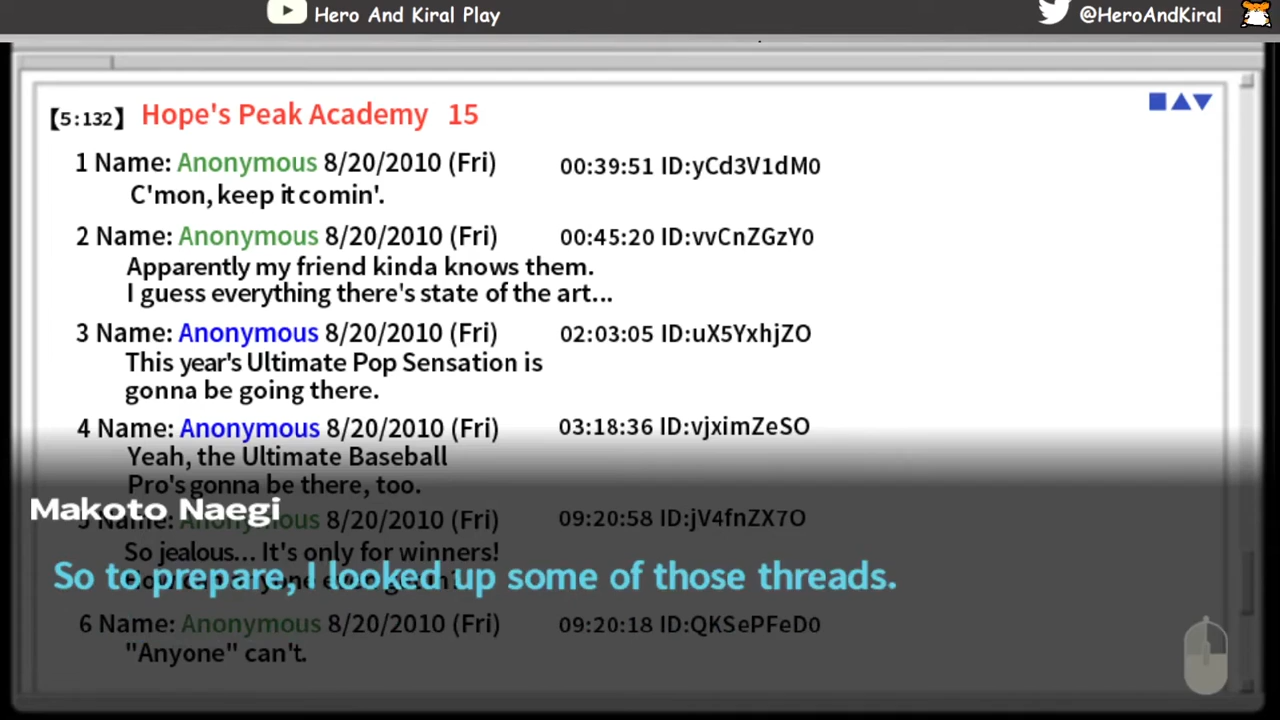 Hero And Kiral Play
@HeroAndKiral
【5:132】 Hope's Peak Academy 15
1 Name: Anonymous 8/20/2010 (Fri) 00:39:51 ID:yCd3V1dM0
C'mon, keep it comin'.
2 Name: Anonymous 8/20/2010 (Fri) 00:45:20 ID:vvCnZGzY0
Apparently my friend kinda knows them.
I guess everything there's state of the art...
3 Name: Anonymous 8/20/2010 (Fri) 02:03:05 ID:uX5YxhjZO
This year's Ultimate Pop Sensation is
gonna be going there.
4 Name: Anonymous 8/20/2010 (Fri) 03:18:36 ID:vjximZeSO
Yeah, the Ultimate Baseball
Pro's gonna be there, too.
Makoto Naegi
5 Name: Anonymous 8/20/2010 (Fri) 09:20:58 ID:jV4fnZX7O
So jealous... It's only for winners!
So to prepare, I looked up some of those threads.
6 Name: Anonymous 8/20/2010 (Fri) 09:20:18 ID:QKSePFeD0
"Anyone" can't.